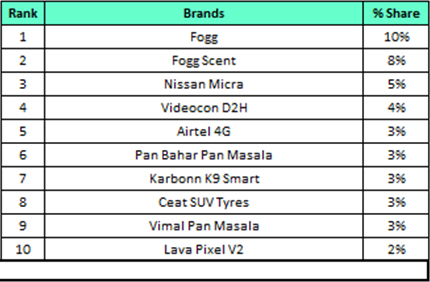 Rank Brands % Share
1 Fogg 10%
2 Fogg Scent 8%
3 Nissan Micra 5%
4 Videocon D2H 4%
5 Airtel 4G 3%
6 Pan Bahar Pan Masala 3%
7 Karbonn K9 Smart 3%
8 Ceat SUV Tyres 3%
9 Vimal Pan Masala 3%
10 Lava Pixel V2 2%